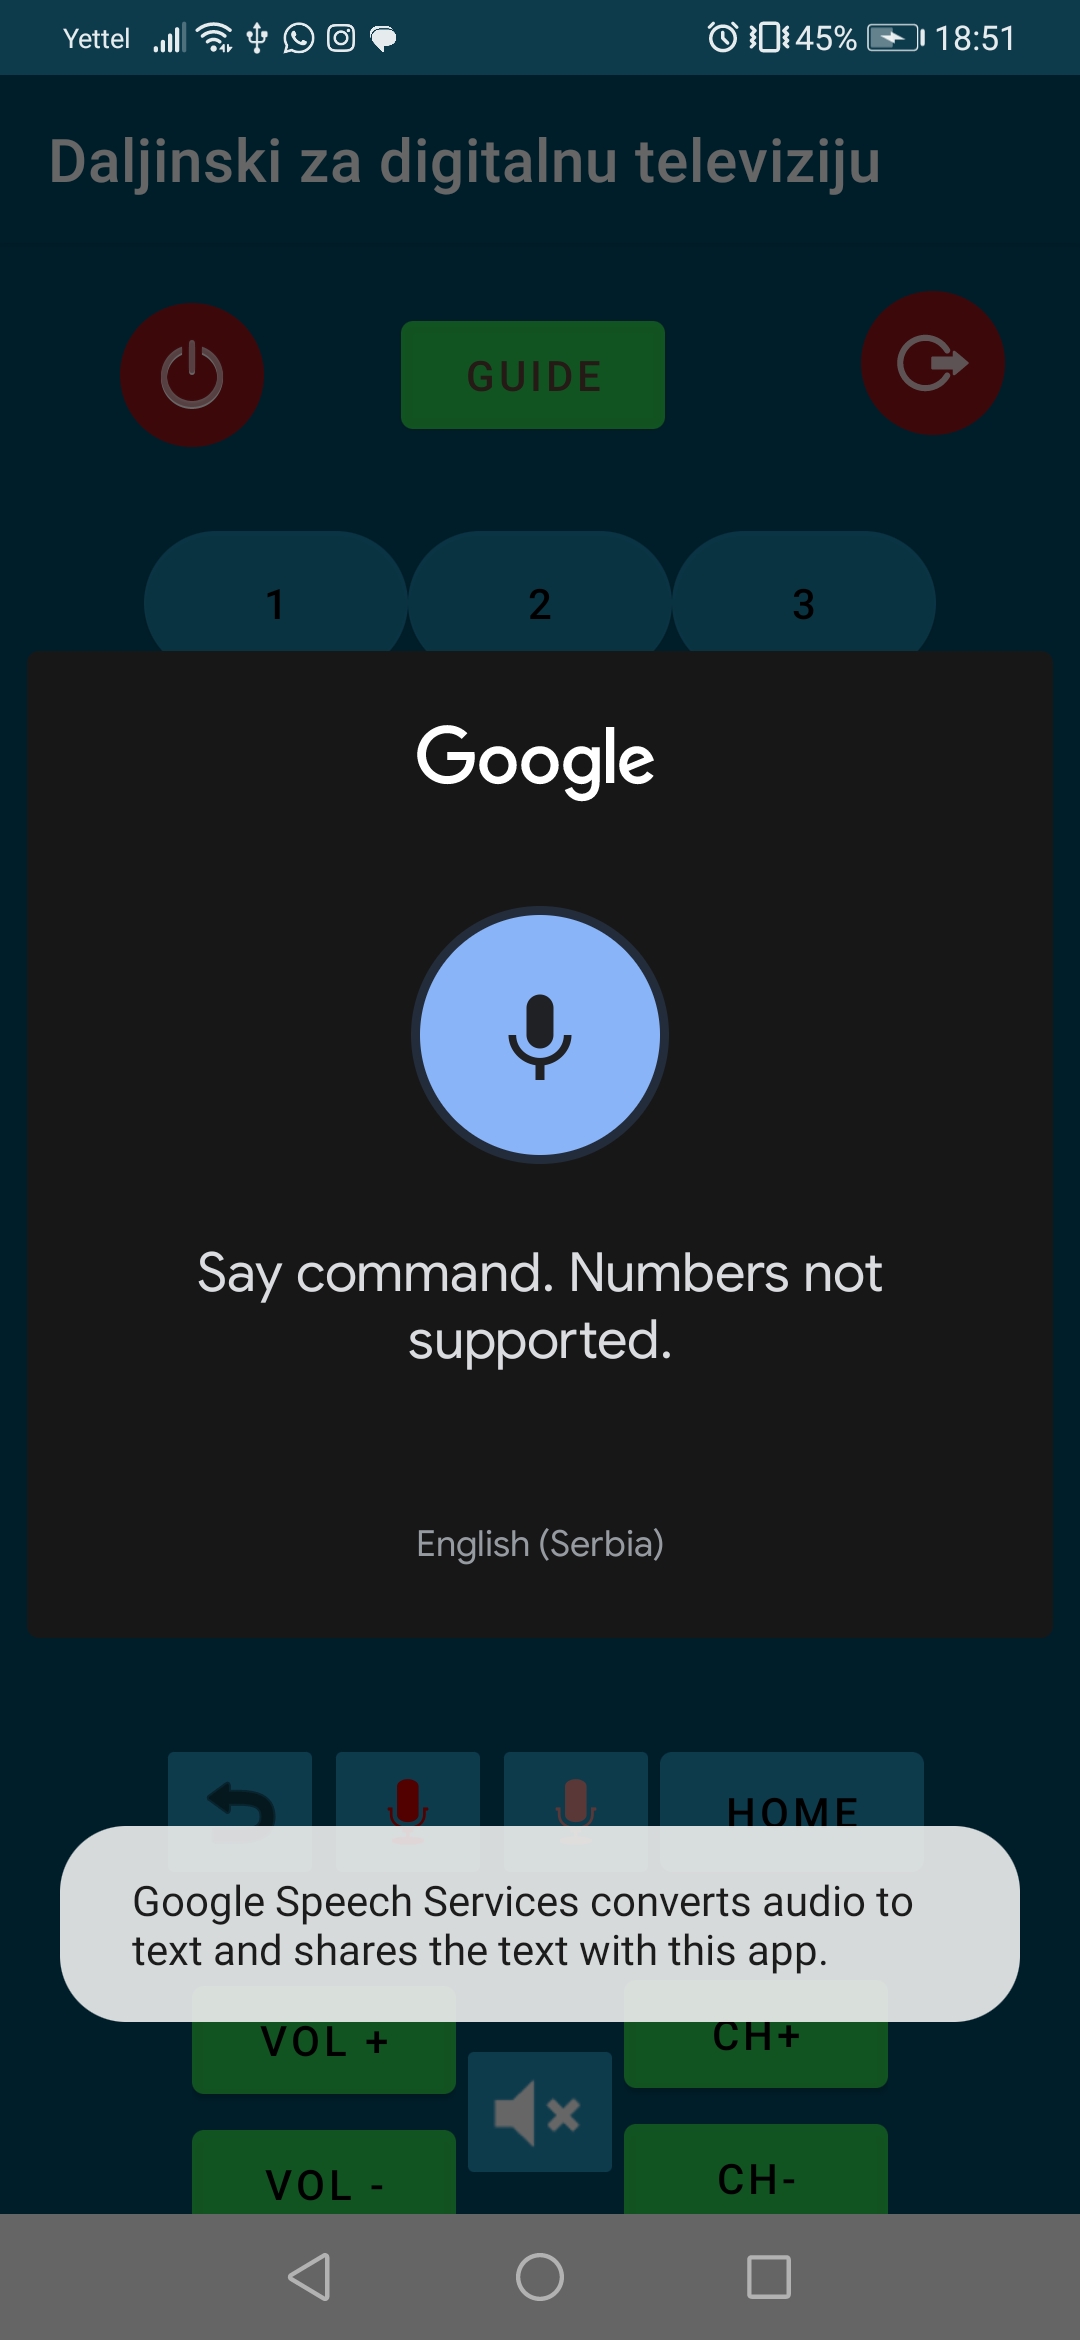 Yettel 45% 18:51
Daljinski za digitalnu televiziju
GUIDE
1 2 3
Google
Say command. Numbers not
supported.
English (Serbia)
HOME
Google Speech Services converts audio to
text and shares the text with this app.
VOL + CH+
VOL - CH-